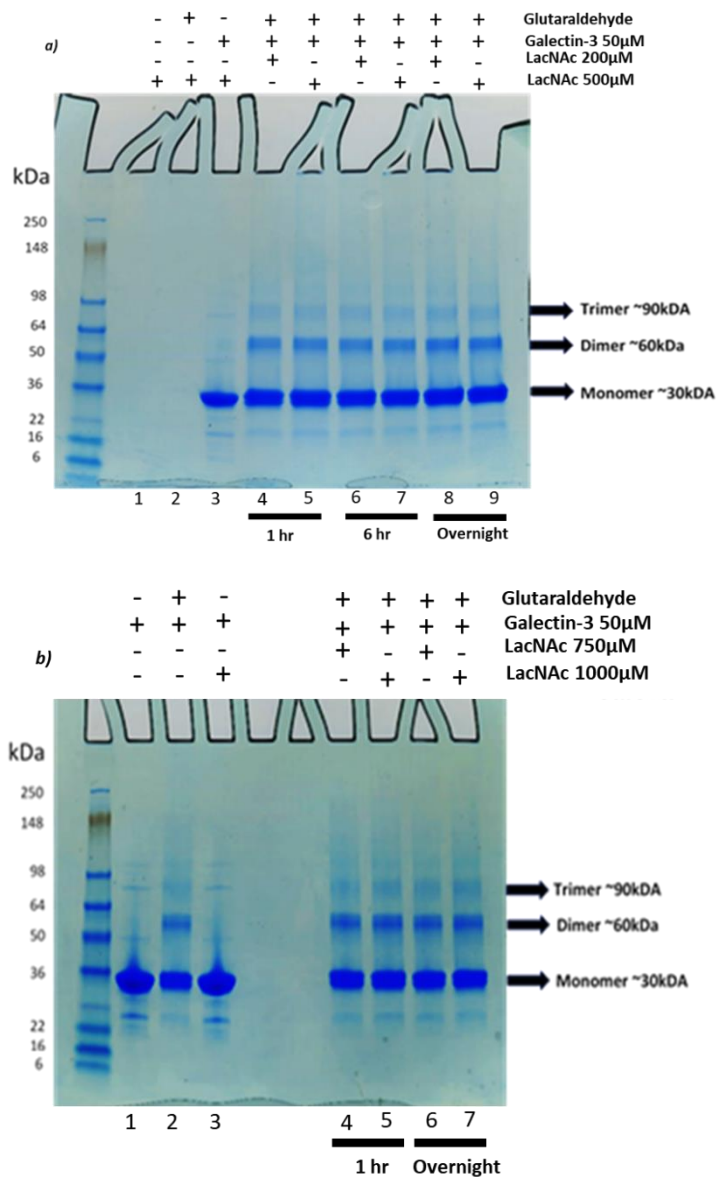 - + - + + + + + + Glutaraldehyde
a) - - + + + + + + + Galectin-3 50µM
- - - + - + - + - LacNAc 200µM
+ + + - + - + - + LacNAc 500µM
kDa
250
148
98
Trimer ~90kDA
64
Dimer ~60kDa
50
36
Monomer ~30kDA
22
16
6
1 2 3 4 5 6 7 8 9
1 hr 6 hr Overnight
- + - + + + + Glutaraldehyde
+ + + + + + + Galectin-3 50µM
b) - - - + - + - LacNAc 750µM
- - + - + - + LacNAc 1000µM
kDa
250
148
98
Trimer ~90kDA
64
Dimer ~60kDa
50
36
Monomer ~30kDA
22
16
6
1 2 3 4 5 6 7
1 hr Overnight